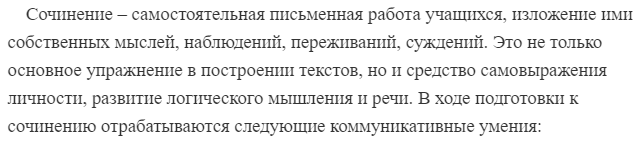 Сочинение – самостоятельная письменная работа учащихся, изложение ими
собственных мыслей, наблюдений, переживаний, суждений. Это не только
основное упражнение в построении текстов, но и средство самовыражения
личности, развитие логического мышления и речи. В ходе подготовки к
сочинению отрабатываются следующие коммуникативные умения: